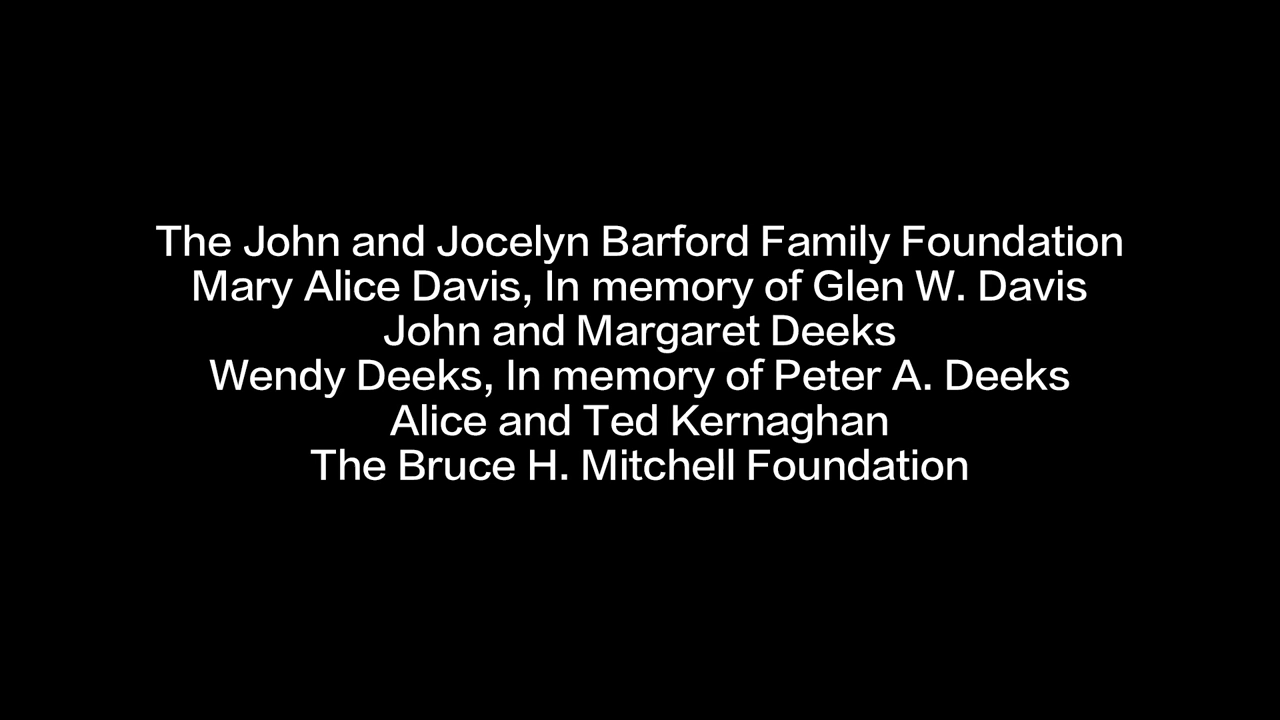 The John and Jocelyn Barford Family Foundation
Mary Alice Davis, In memory of Glen W. Davis
John and Margaret Deeks
Wendy Deeks, In memory of Peter A. Deeks
Alice and Ted Kernaghan
The Bruce H. Mitchell Foundation